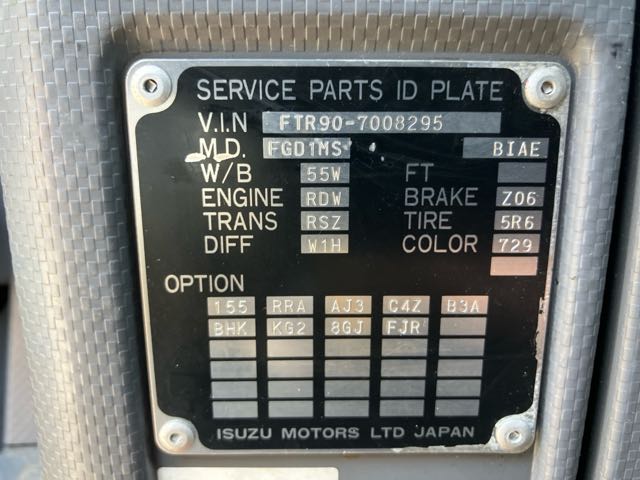 SERVICE PARTS ID PLATE
V.I.N FTR90-7008295
M.D. FGD1MS BIAE
W/B 55W FT
ENGINE RDW BRAKE Z06
TRANS RSZ TIRE 5R6
DIFF W1H COLOR 729
OPTION
155 RRA AJ3 C4Z B3A
BHK KG2 8GJ FJR
ISUZU MOTORS LTD JAPAN